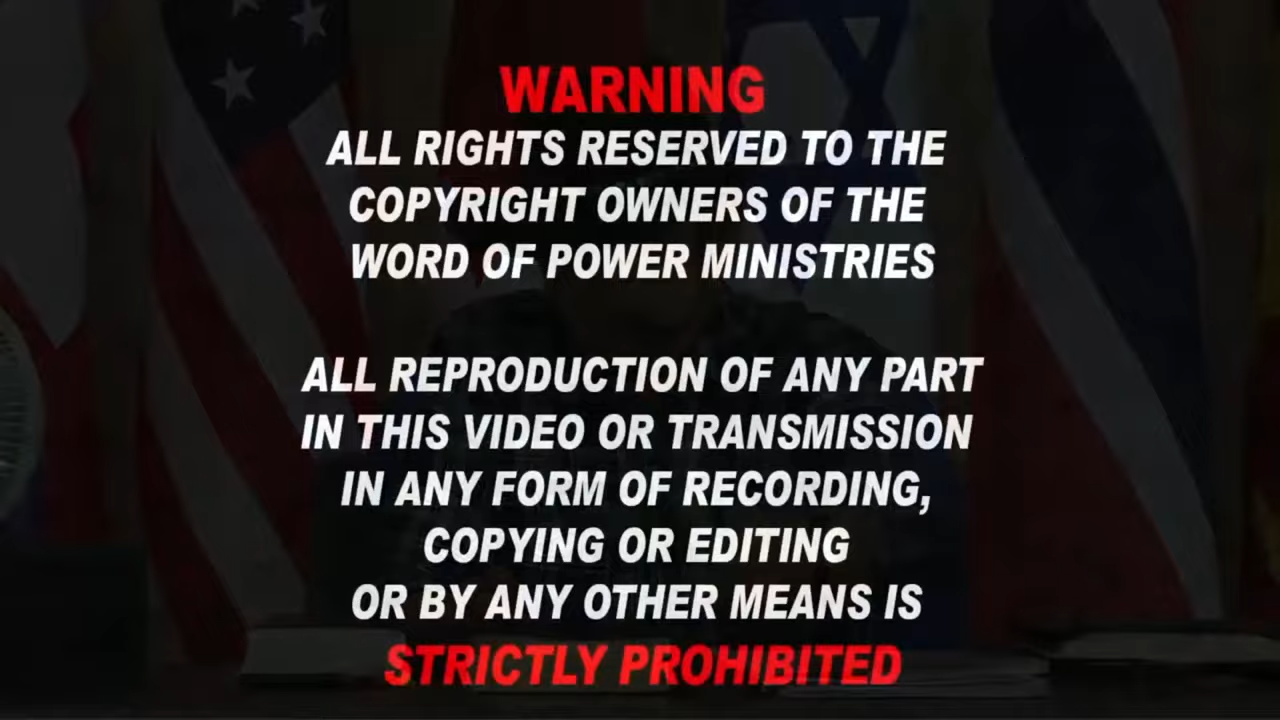 WARNING
ALL RIGHTS RESERVED TO THE
COPYRIGHT OWNERS OF THE
WORD OF POWER MINISTRIES
ALL REPRODUCTION OF ANY PART
IN THIS VIDEO OR TRANSMISSION
IN ANY FORM OF RECORDING,
COPYING OR EDITING
OR BY ANY OTHER MEANS IS
STRICTLY PROHIBITED